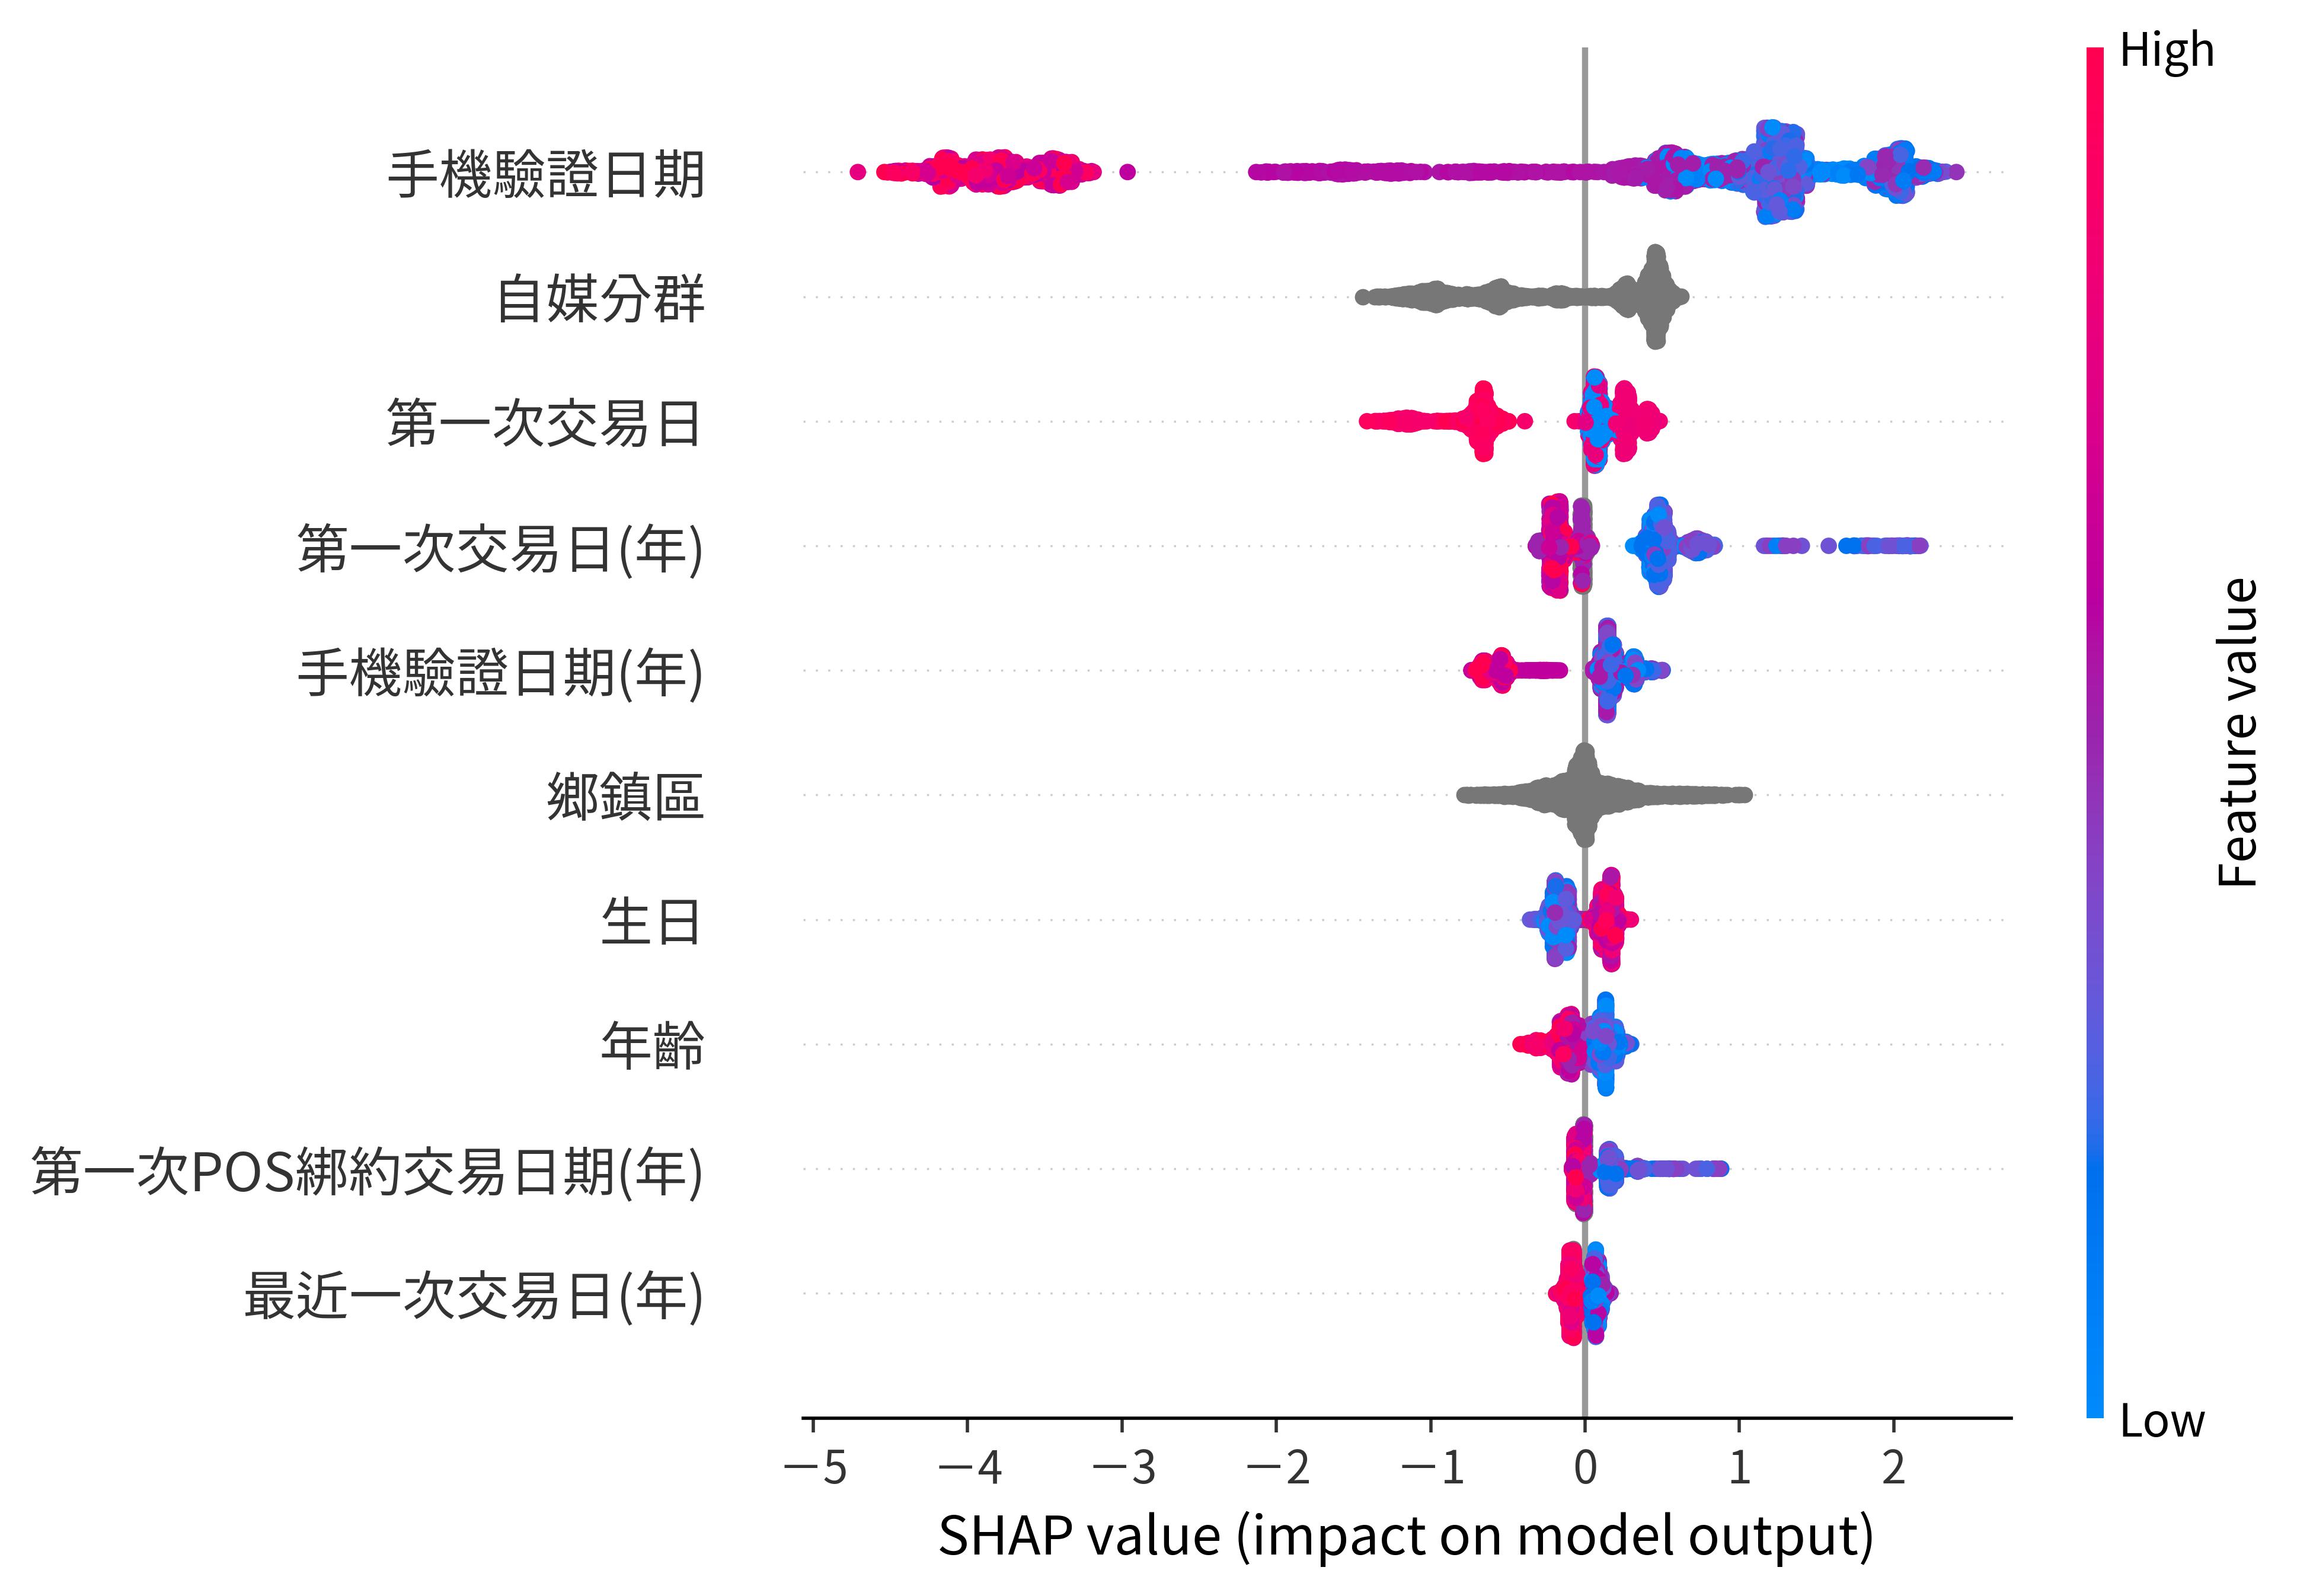 High
手機驗證日期
自媒分群
第一次交易日
第一次交易日(年)
手機驗證日期(年)
鄉鎮區
生日
年齡
第一次POS綁約交易日期(年)
最近一次交易日(年)
Feature value
Low
−5 −4 −3 −2 −1 0 1 2
SHAP value (impact on model output)